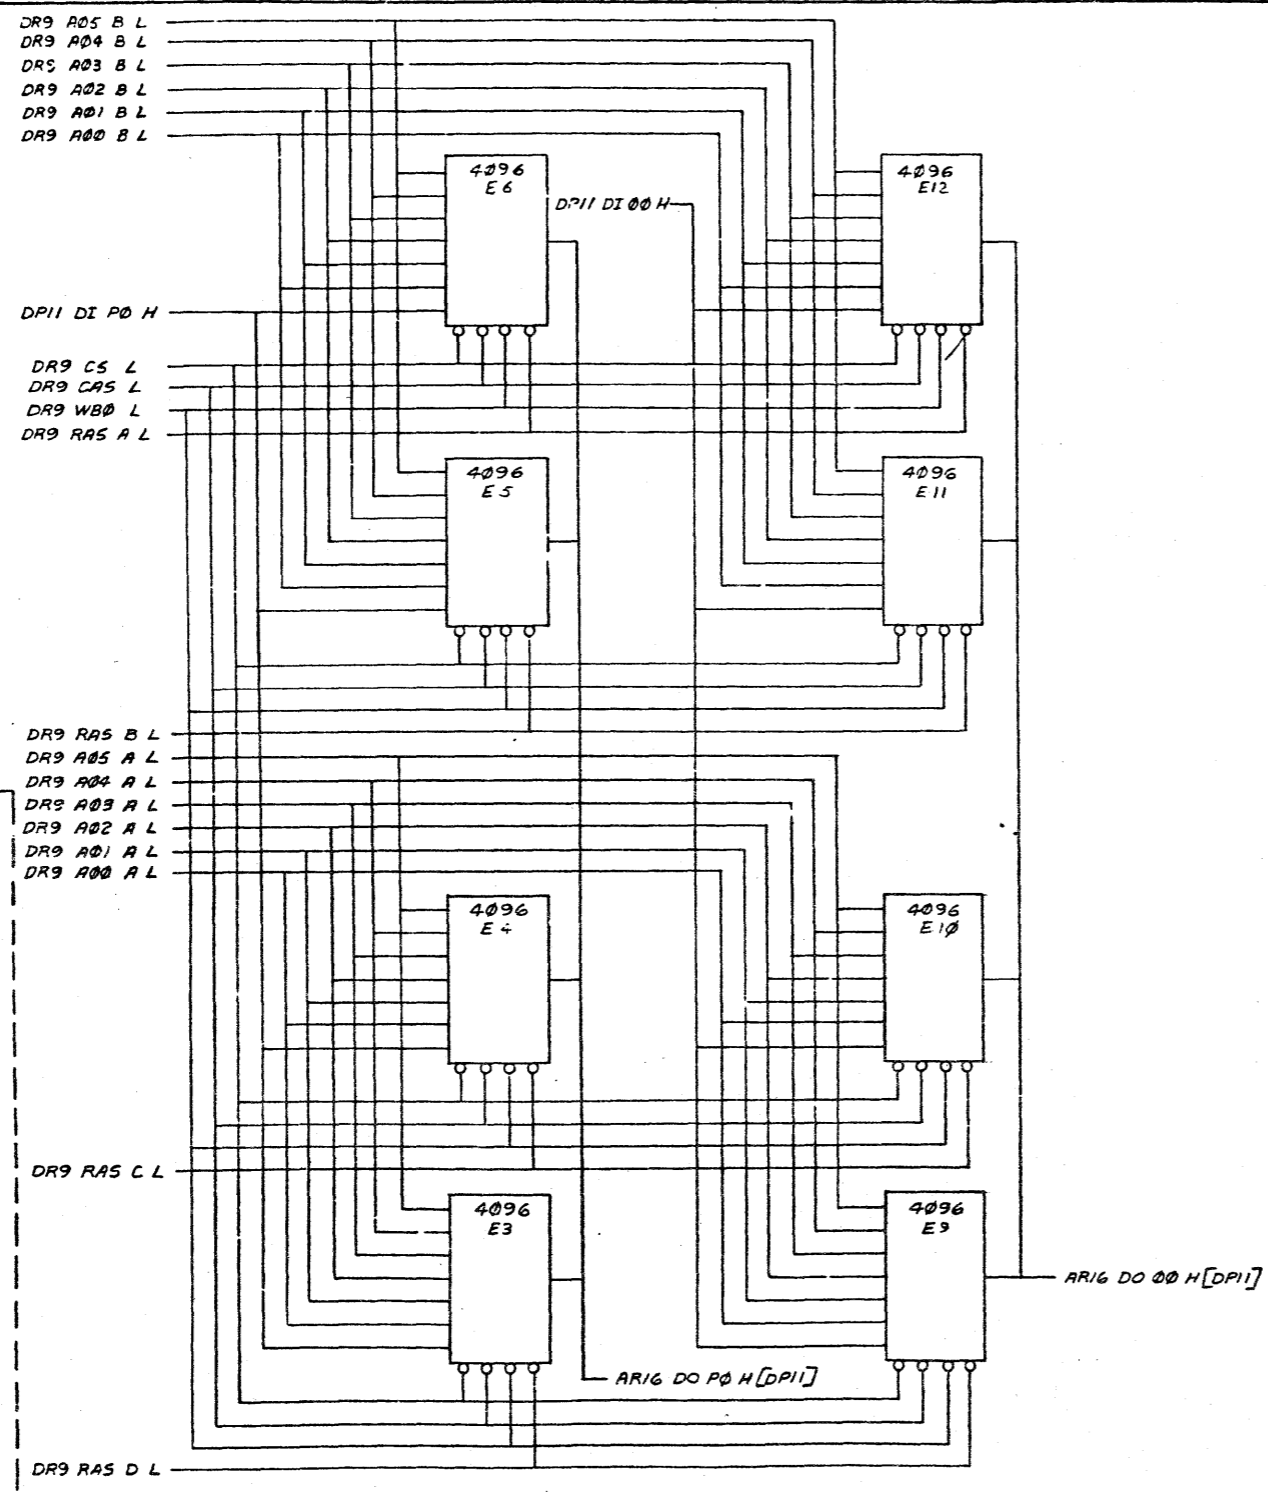 DR9 AØ5 B L
DR9 AØ4 B L
DRS AØ3 B L
DR9 AØ2 B L
DR9 AØ1 B L
DR9 AØØ B L
4Ø96
E6
4Ø96
E12
DP11 DI ØØ H
DP11 DI PØ H
DR9 CS L
DR9 CAS L
DR9 WBØ L
DR9 RAS A L
4Ø96
E5
4Ø96
E11
DR9 RAS B L
DR9 AØ5 A L
DR9 AØ4 A L
DR9 AØ3 A L
DR9 AØ2 A L
DR9 AØ1 A L
DR9 AØØ A L
4Ø96
E4
4Ø96
E1Ø
DR9 RAS C L
4Ø96
E3
4Ø96
E9
AR16 DO ØØ H [DP11]
AR16 DO PØ H [DP11]
DR9 RAS D L